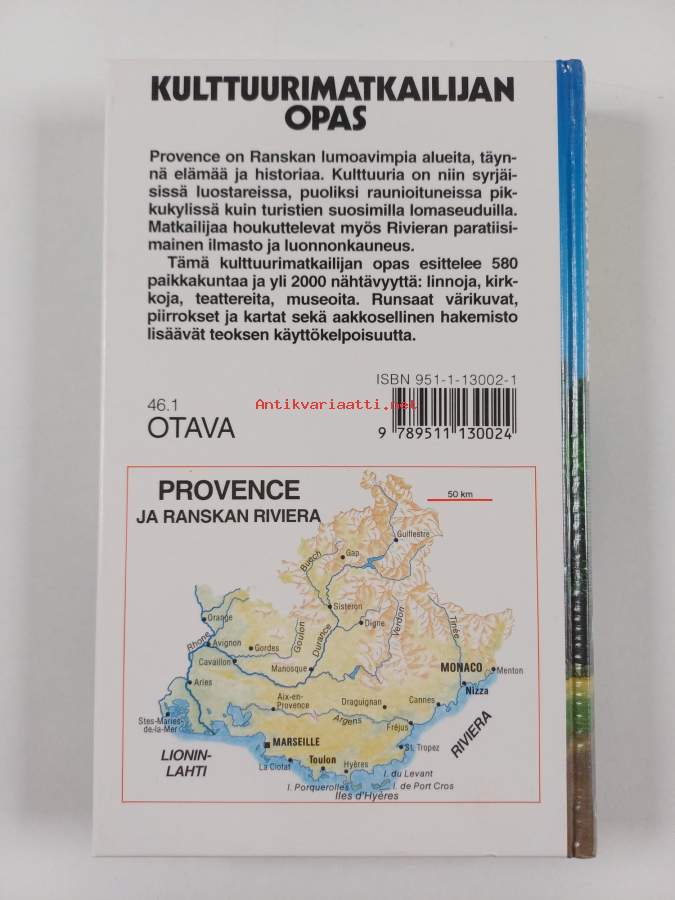 KULTTUURIMATKAILIJAN
OPAS
Provence on Ranskan lumoavimpia alueita, täyn-
nä elämää ja historiaa. Kulttuuria on niin syrjäi-
sissä luostareissa, puoliksi raunioituneissa pik-
kukylissä kuin turistien suosimilla lomaseuduilla.
Matkailijaa houkuttelevat myös Rivieran paratiisi-
mainen ilmasto ja luonnonkauneus.
Tämä kulttuurimatkailijan opas esittelee 580
paikkakuntaa ja yli 2000 nähtävyyttä: linnoja, kirk-
koja, teattereita, museoita. Runsaat värikuvat,
piirrokset ja kartat sekä aakkosellinen hakemisto
lisäävät teoksen käyttökelpoisuutta.
ISBN 951-1-13002-1
46.1
Antikvariaatti.net
OTAVA
9 789511 130024
PROVENCE
JA RANSKAN RIVIERA
50 km
Guillestre
Buech
Gap
Sisteron
Orange
Digne
Goulon
Durance
Verdon
Tinée
Rhone
Avignon
Gordes
Cavaillon
Manosque
MONACO
Menton
Nizza
Arles
Aix-en-
Provence
Draguignan
Cannes
Argens
Fréjus
Stes-Maries-
de-la-Mer
MARSEILLE
RIVIERA
St. Tropez
LIONIN-
LAHTI
La Ciotat
Toulon
Hyères
I. du Levant
I. Porquerolles
I. de Port Cros
Iles d'Hyères